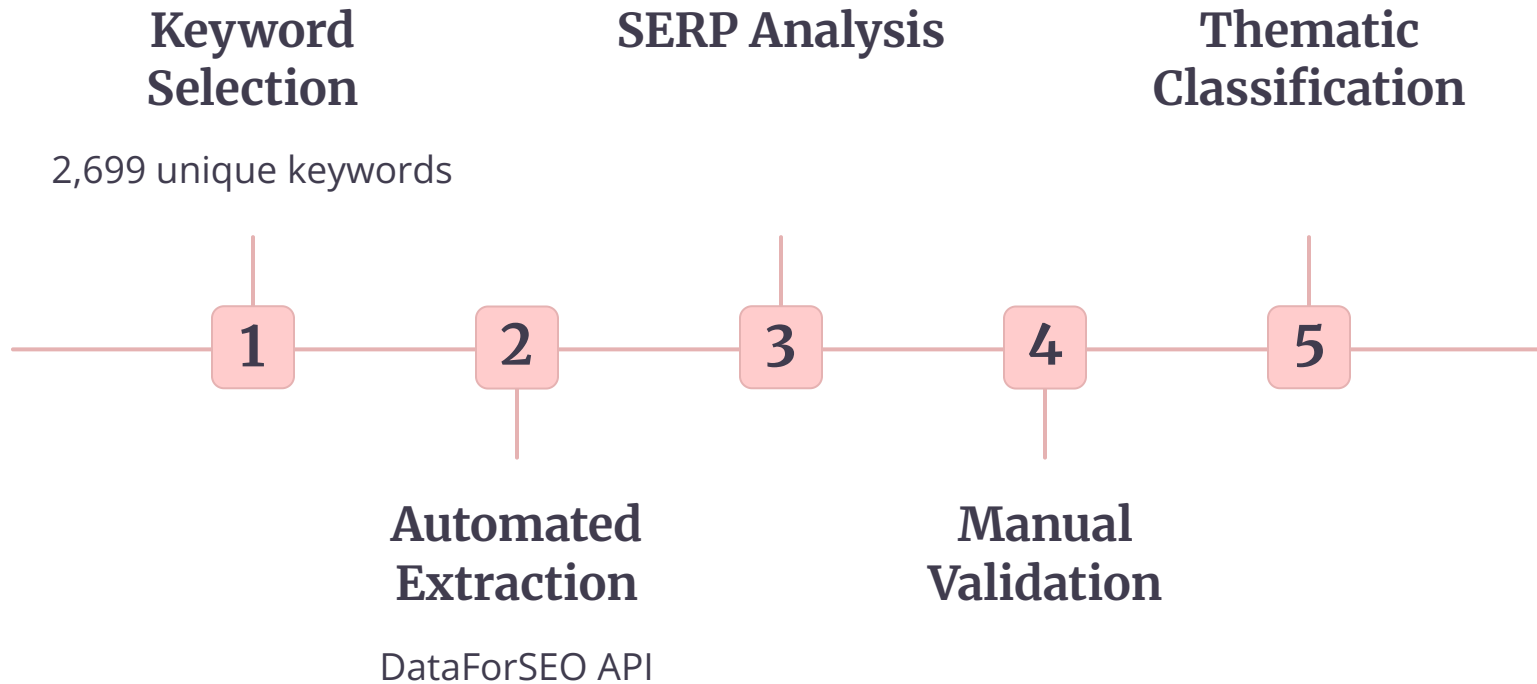 Keyword
Selection
2,699 unique keywords
SERP Analysis
Thematic
Classification
1
2
3
4
5
Automated
Extraction
DataForSEO API
Manual
Validation